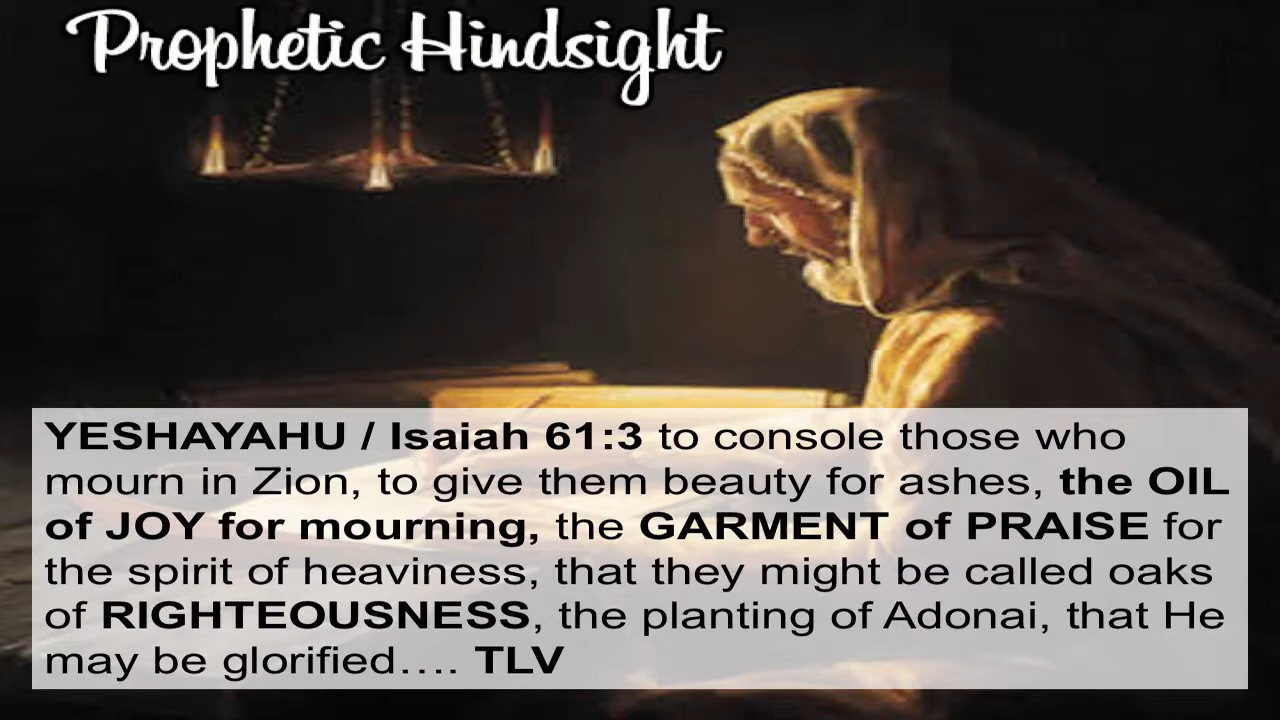 Prophetic Hindsight
YESHAYAHU / Isaiah 61:3 to console those who
mourn in Zion, to give them beauty for ashes, the OIL
of JOY for mourning, the GARMENT of PRAISE for
the spirit of heaviness, that they might be called oaks
of RIGHTEOUSNESS, the planting of Adonai, that He
may be glorified…. TLV